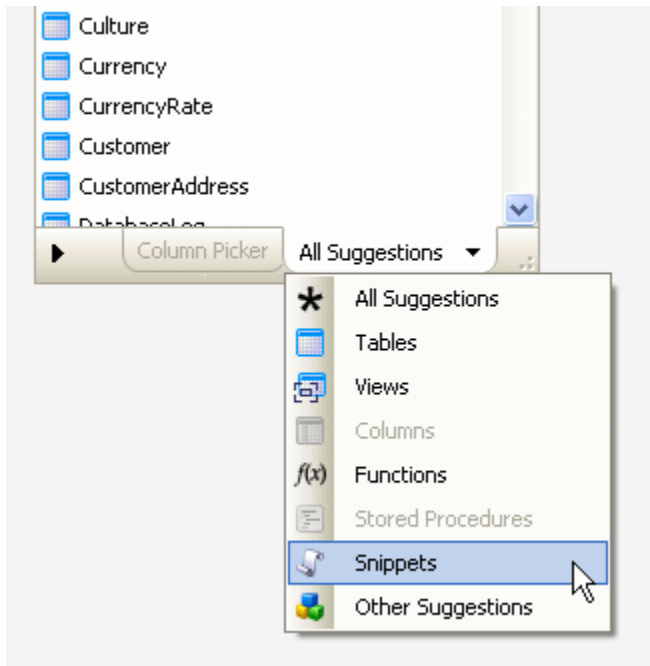 Culture
Currency
CurrencyRate
Customer
CustomerAddress
DatabaseLog
Column Picker All Suggestions
All Suggestions
Tables
Views
Columns
f(x) Functions
Stored Procedures
Snippets
Other Suggestions